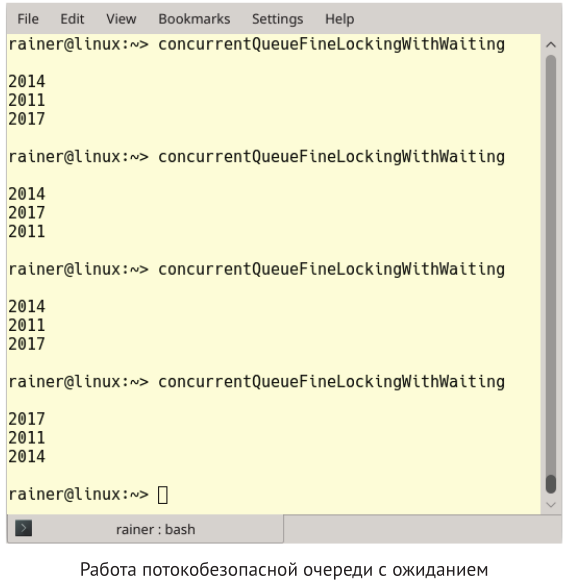 File Edit View Bookmarks Settings Help
rainer@linux:~> concurrentQueueFineLockingWithWaiting
2014
2011
2017
rainer@linux:~> concurrentQueueFineLockingWithWaiting
2014
2017
2011
rainer@linux:~> concurrentQueueFineLockingWithWaiting
2014
2011
2017
rainer@linux:~> concurrentQueueFineLockingWithWaiting
2017
2011
2014
rainer@linux:~>
rainer : bash
Работа потокобезопасной очереди с ожиданием